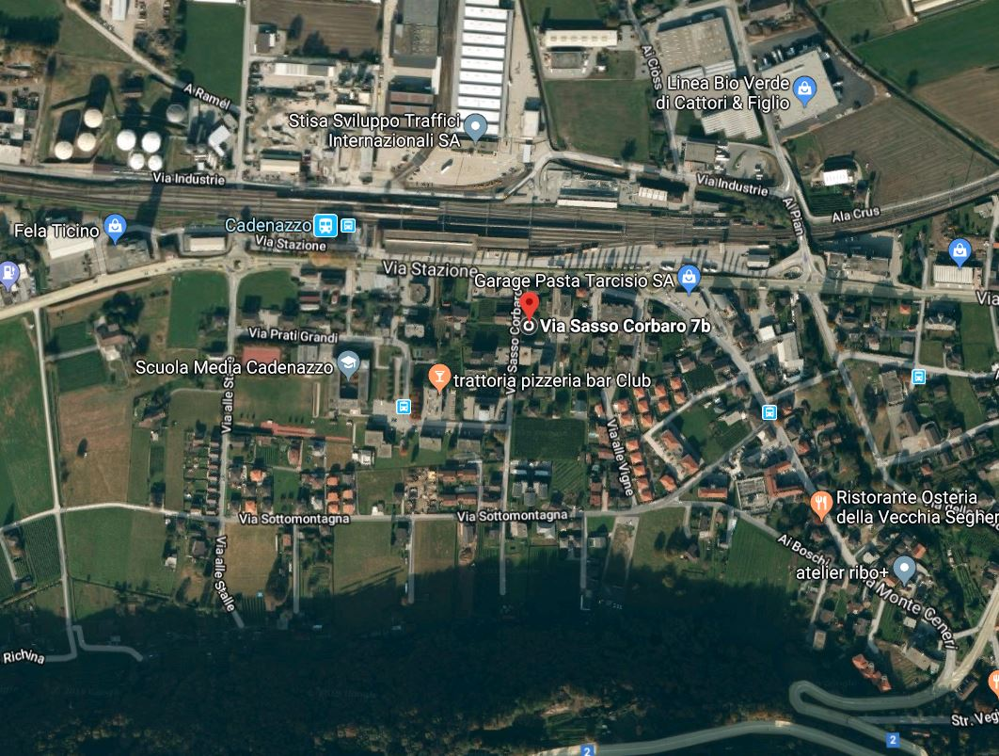 Ai Ciòss
Linea Bio Verde
di Cattori & Figlio
A Ramél
Stisa Sviluppo Traffici
Internazionali SA
Via Industrie
Via Industrie
Al Pian
Ala Crus
Fela Ticino
Cadenazzo
Via Stazione
Via Stazione
Garage Pasta Tarcisio SA
Via
Via Sasso Corbaro 7b
Via Sasso Corbaro
Via Prati Grandi
Scuola Media Cadenazzo
trattoria pizzeria bar Club
Via alle Sta
Via alle Vigne
Ristorante Osteria
della Vecchia Segher
Via Sottomontagna
Via Sottomontagna
Via alle Stalle
Ai Boschi
atelier ribo+
Monte Ceneri
Richina
Str. Veg
2
2